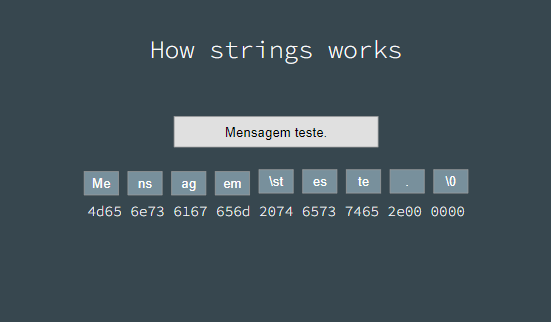 How strings works
Mensagem teste.
Me ns ag em \st es te . \0
4d65 6e73 6167 656d 2074 6573 7465 2e00 0000